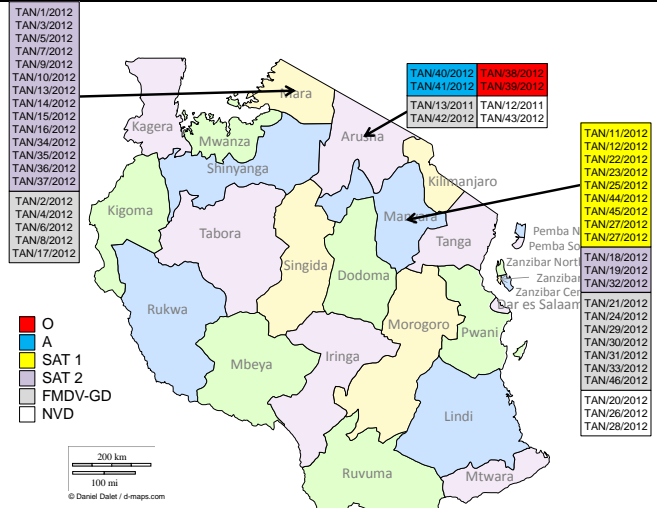 TAN/1/2012
TAN/3/2012
TAN/5/2012
TAN/7/2012
TAN/9/2012
TAN/10/2012
TAN/13/2012
TAN/14/2012
TAN/15/2012
TAN/16/2012
TAN/34/2012
TAN/35/2012
TAN/36/2012
TAN/37/2012
TAN/2/2012
TAN/4/2012
TAN/6/2012
TAN/8/2012
TAN/17/2012
TAN/40/2012 TAN/38/2012
TAN/41/2012 TAN/39/2012
TAN/13/2011 TAN/12/2011
TAN/42/2012 TAN/43/2012
TAN/11/2012
TAN/12/2012
TAN/22/2012
TAN/23/2012
TAN/25/2012
TAN/44/2012
TAN/45/2012
TAN/27/2012
TAN/27/2012
TAN/18/2012
TAN/19/2012
TAN/32/2012
TAN/21/2012
TAN/24/2012
TAN/29/2012
TAN/30/2012
TAN/31/2012
TAN/33/2012
TAN/46/2012
TAN/20/2012
TAN/26/2012
TAN/28/2012
Mara
Kagera
Mwanza
Arusha
Shinyanga
Kilimanjaro
Kigoma
Manyara
Tabora
Tanga
Singida
Dodoma
Pemba N
Pemba So
Zanzibar North
Zanzibar
Zanzibar Cen
Dar es Salaam
Rukwa
Morogoro
Pwani
Mbeya
Iringa
Lindi
Ruvuma
Mtwara
O
A
SAT 1
SAT 2
FMDV-GD
NVD
200 km
100 mi
© Daniel Dalet / d-maps.com